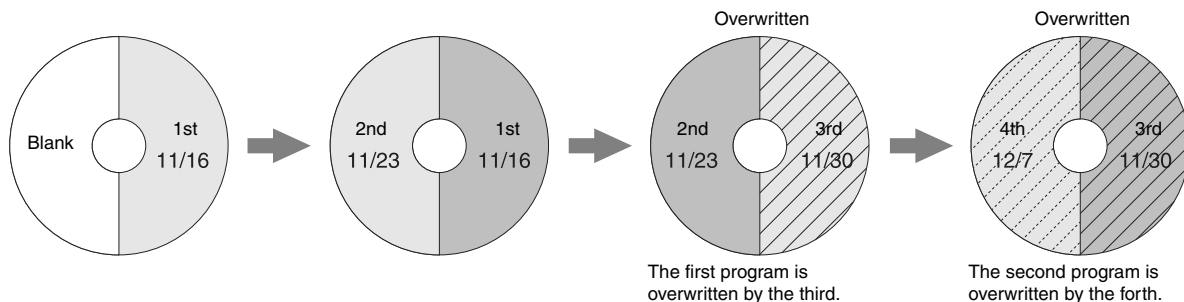 Overwritten
Overwritten
Blank
1st
11/16
2nd
11/23
1st
11/16
2nd
11/23
3rd
11/30
4th
12/7
3rd
11/30
The first program is
overwritten by the third.
The second program is
overwritten by the forth.